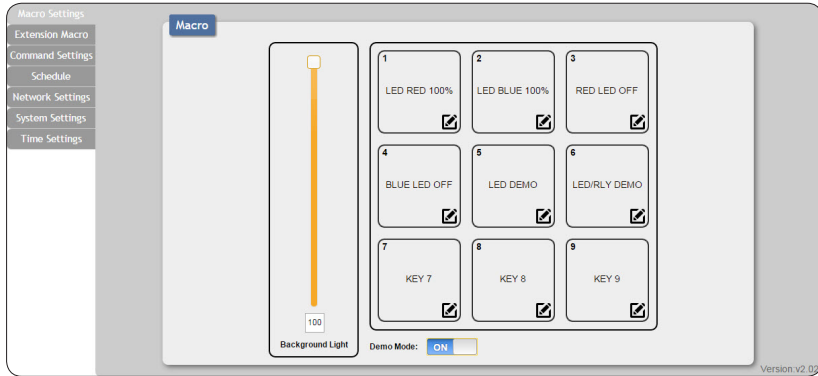 Macro Settings
Extension Macro
Command Settings
Schedule
Network Settings
System Settings
Time Settings
Macro
100
Background Light
1
LED RED 100%
2
LED BLUE 100%
3
RED LED OFF
4
BLUE LED OFF
5
LED DEMO
6
LED/RLY DEMO
7
KEY 7
8
KEY 8
9
KEY 9
Demo Mode: ON
Version:v2.02